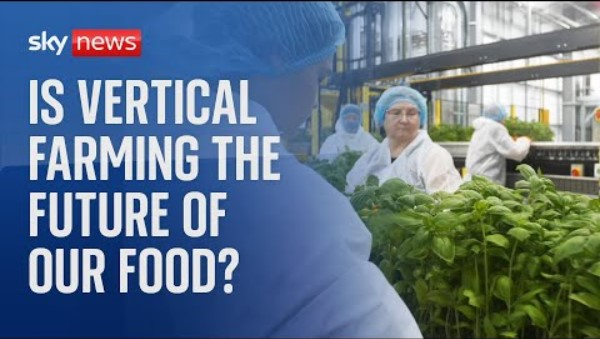 sky news
IS VERTICAL
FARMING THE
FUTURE OF
OUR FOOD?